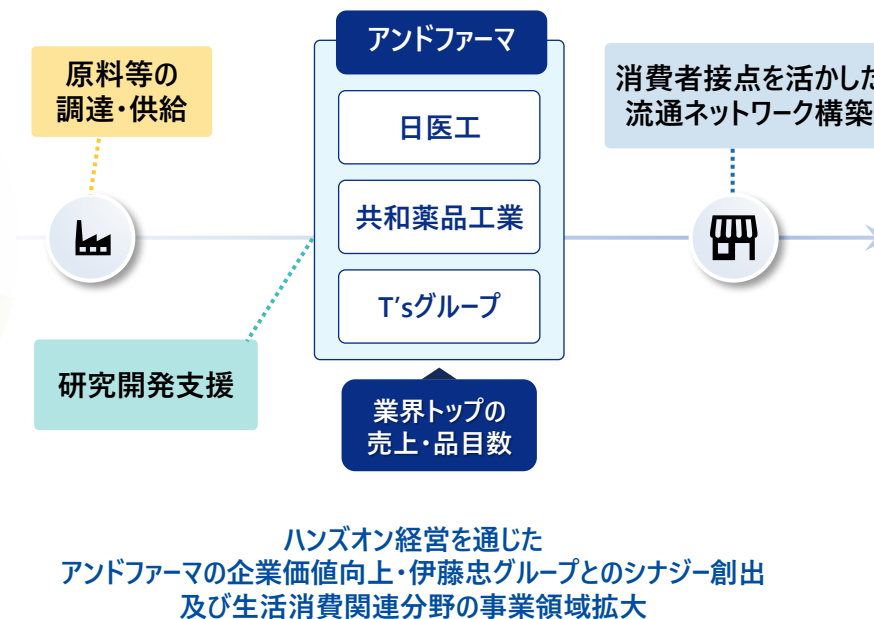 アンドファーマ
原料等の
調達・供給
日医工
共和薬品工業
T'sグループ
消費者接点を活かした
流通ネットワーク構築
研究開発支援
業界トップの
売上・品目数
ハンズオン経営を通じた
アンドファーマの企業価値向上・伊藤忠グループとのシナジー創出
及び生活消費関連分野の事業領域拡大